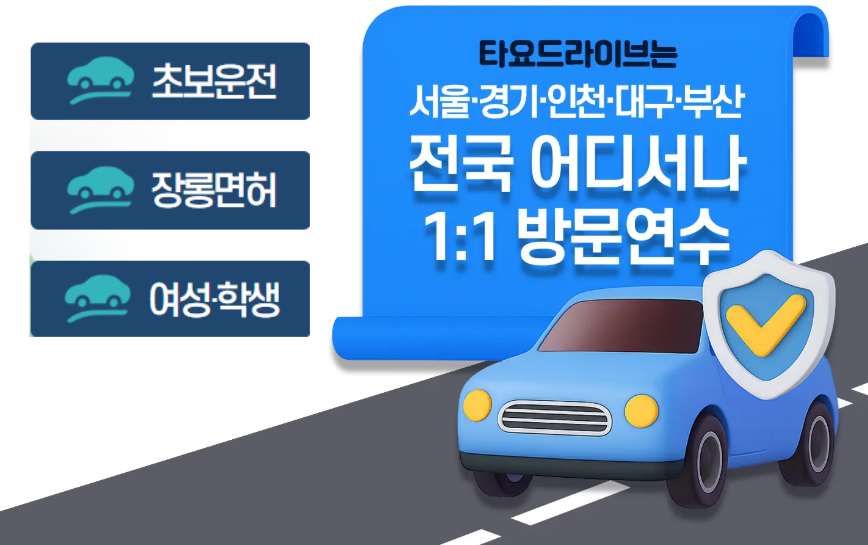 초보운전
장롱면허
여성·학생
타요드라이브는
서울·경기·인천·대구·부산
전국 어디서나
1:1 방문연수